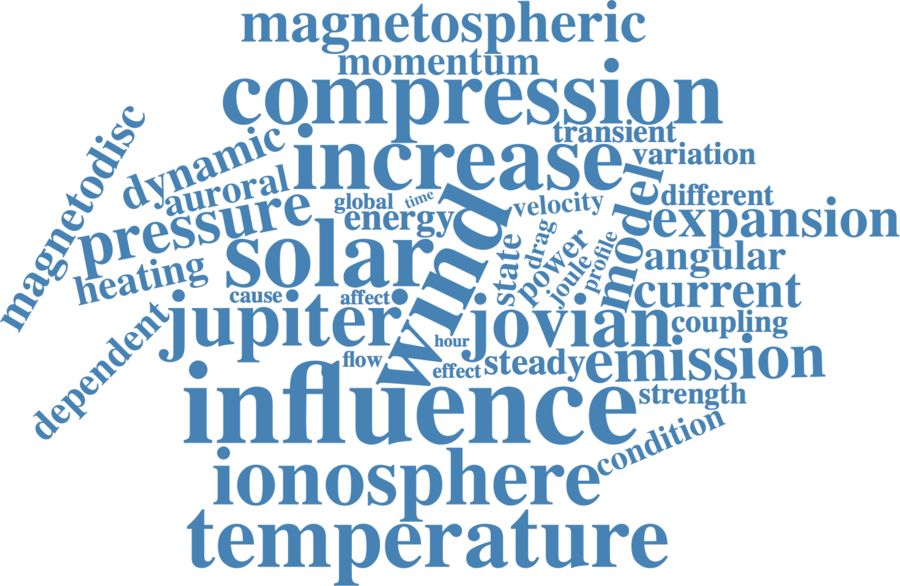 magnetospheric
momentum
compression
magnetodisc
dynamic
transient
increase
variation
auroral
different
global
time
velocity
pressure
energy
expansion
solar
wind
state
drag
model
heating
power
joule
profile
angular
cause
affect
current
jupiter
jovian
coupling
dependent
hour
flow
effect
steady
emission
influence
strength
condition
ionosphere
temperature